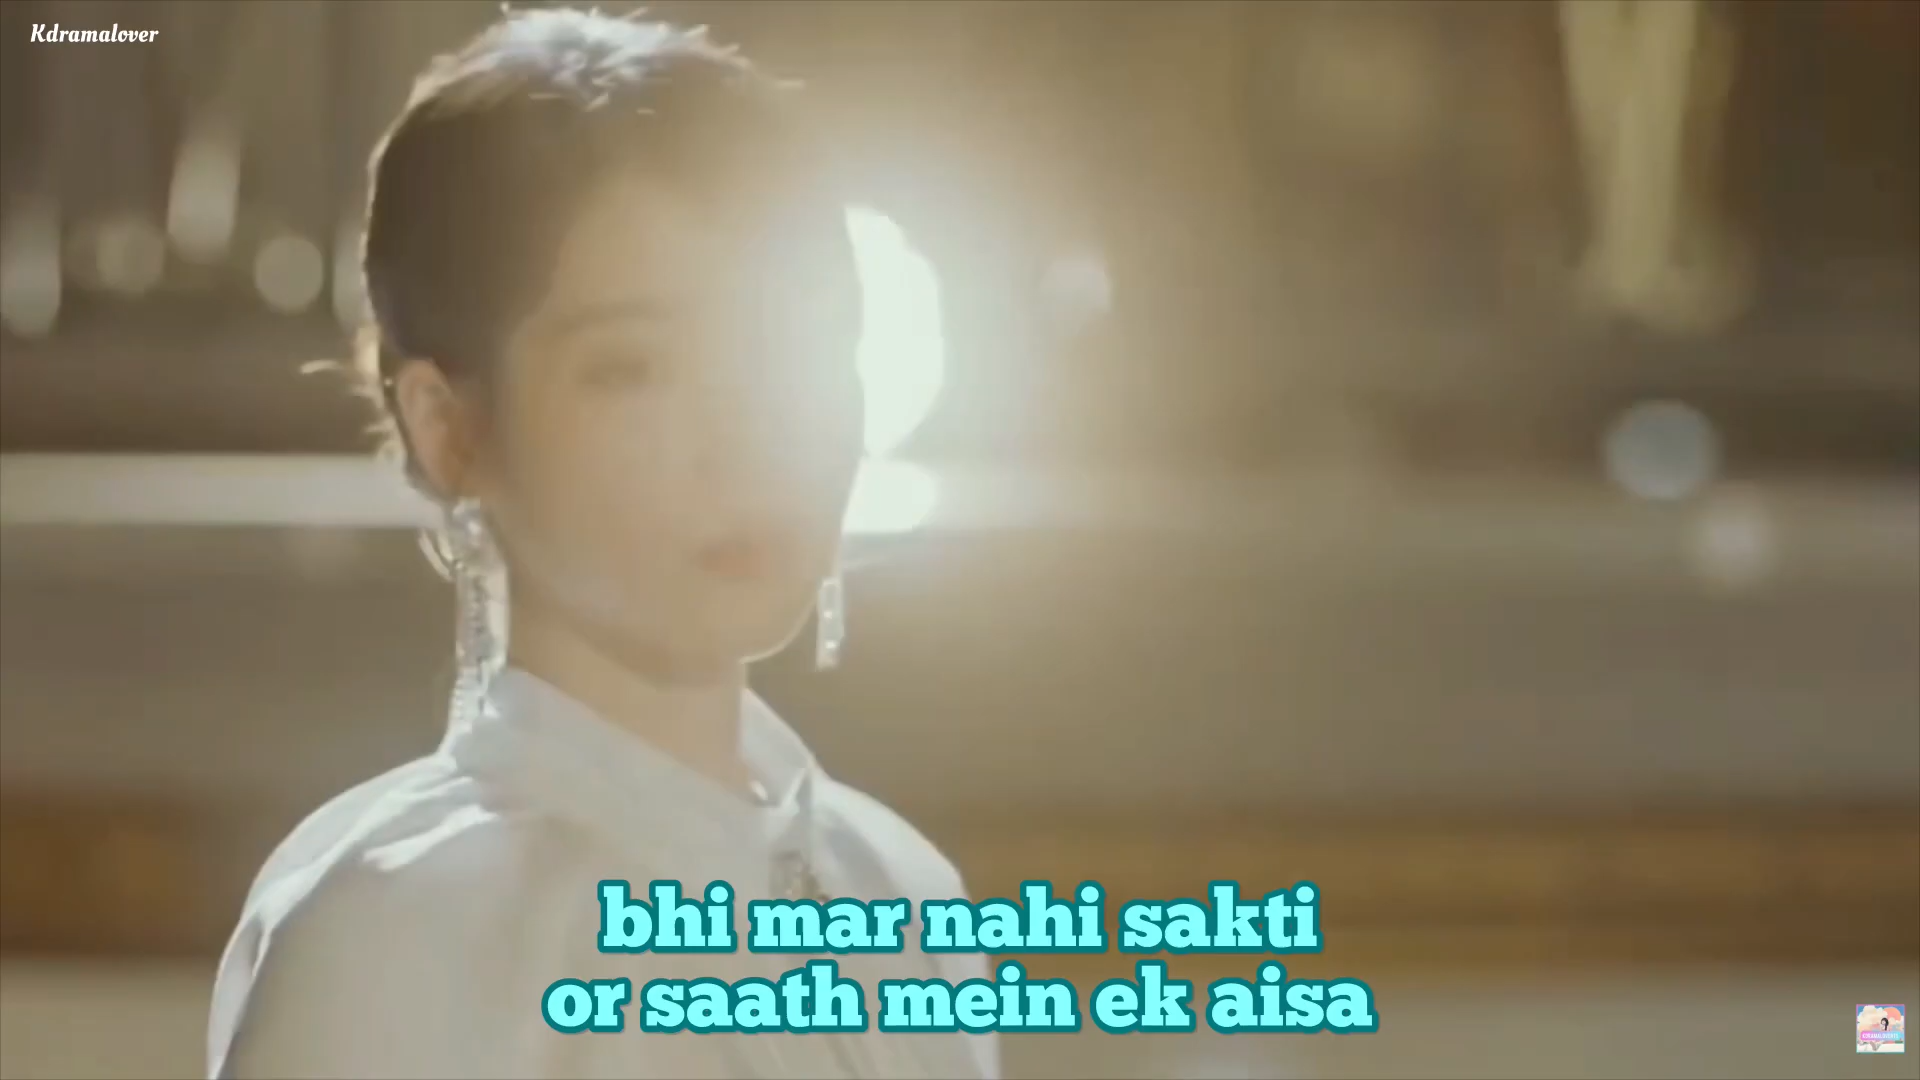 Kdramalover
bhi mar nahi sakti
or saath mein ek aisa